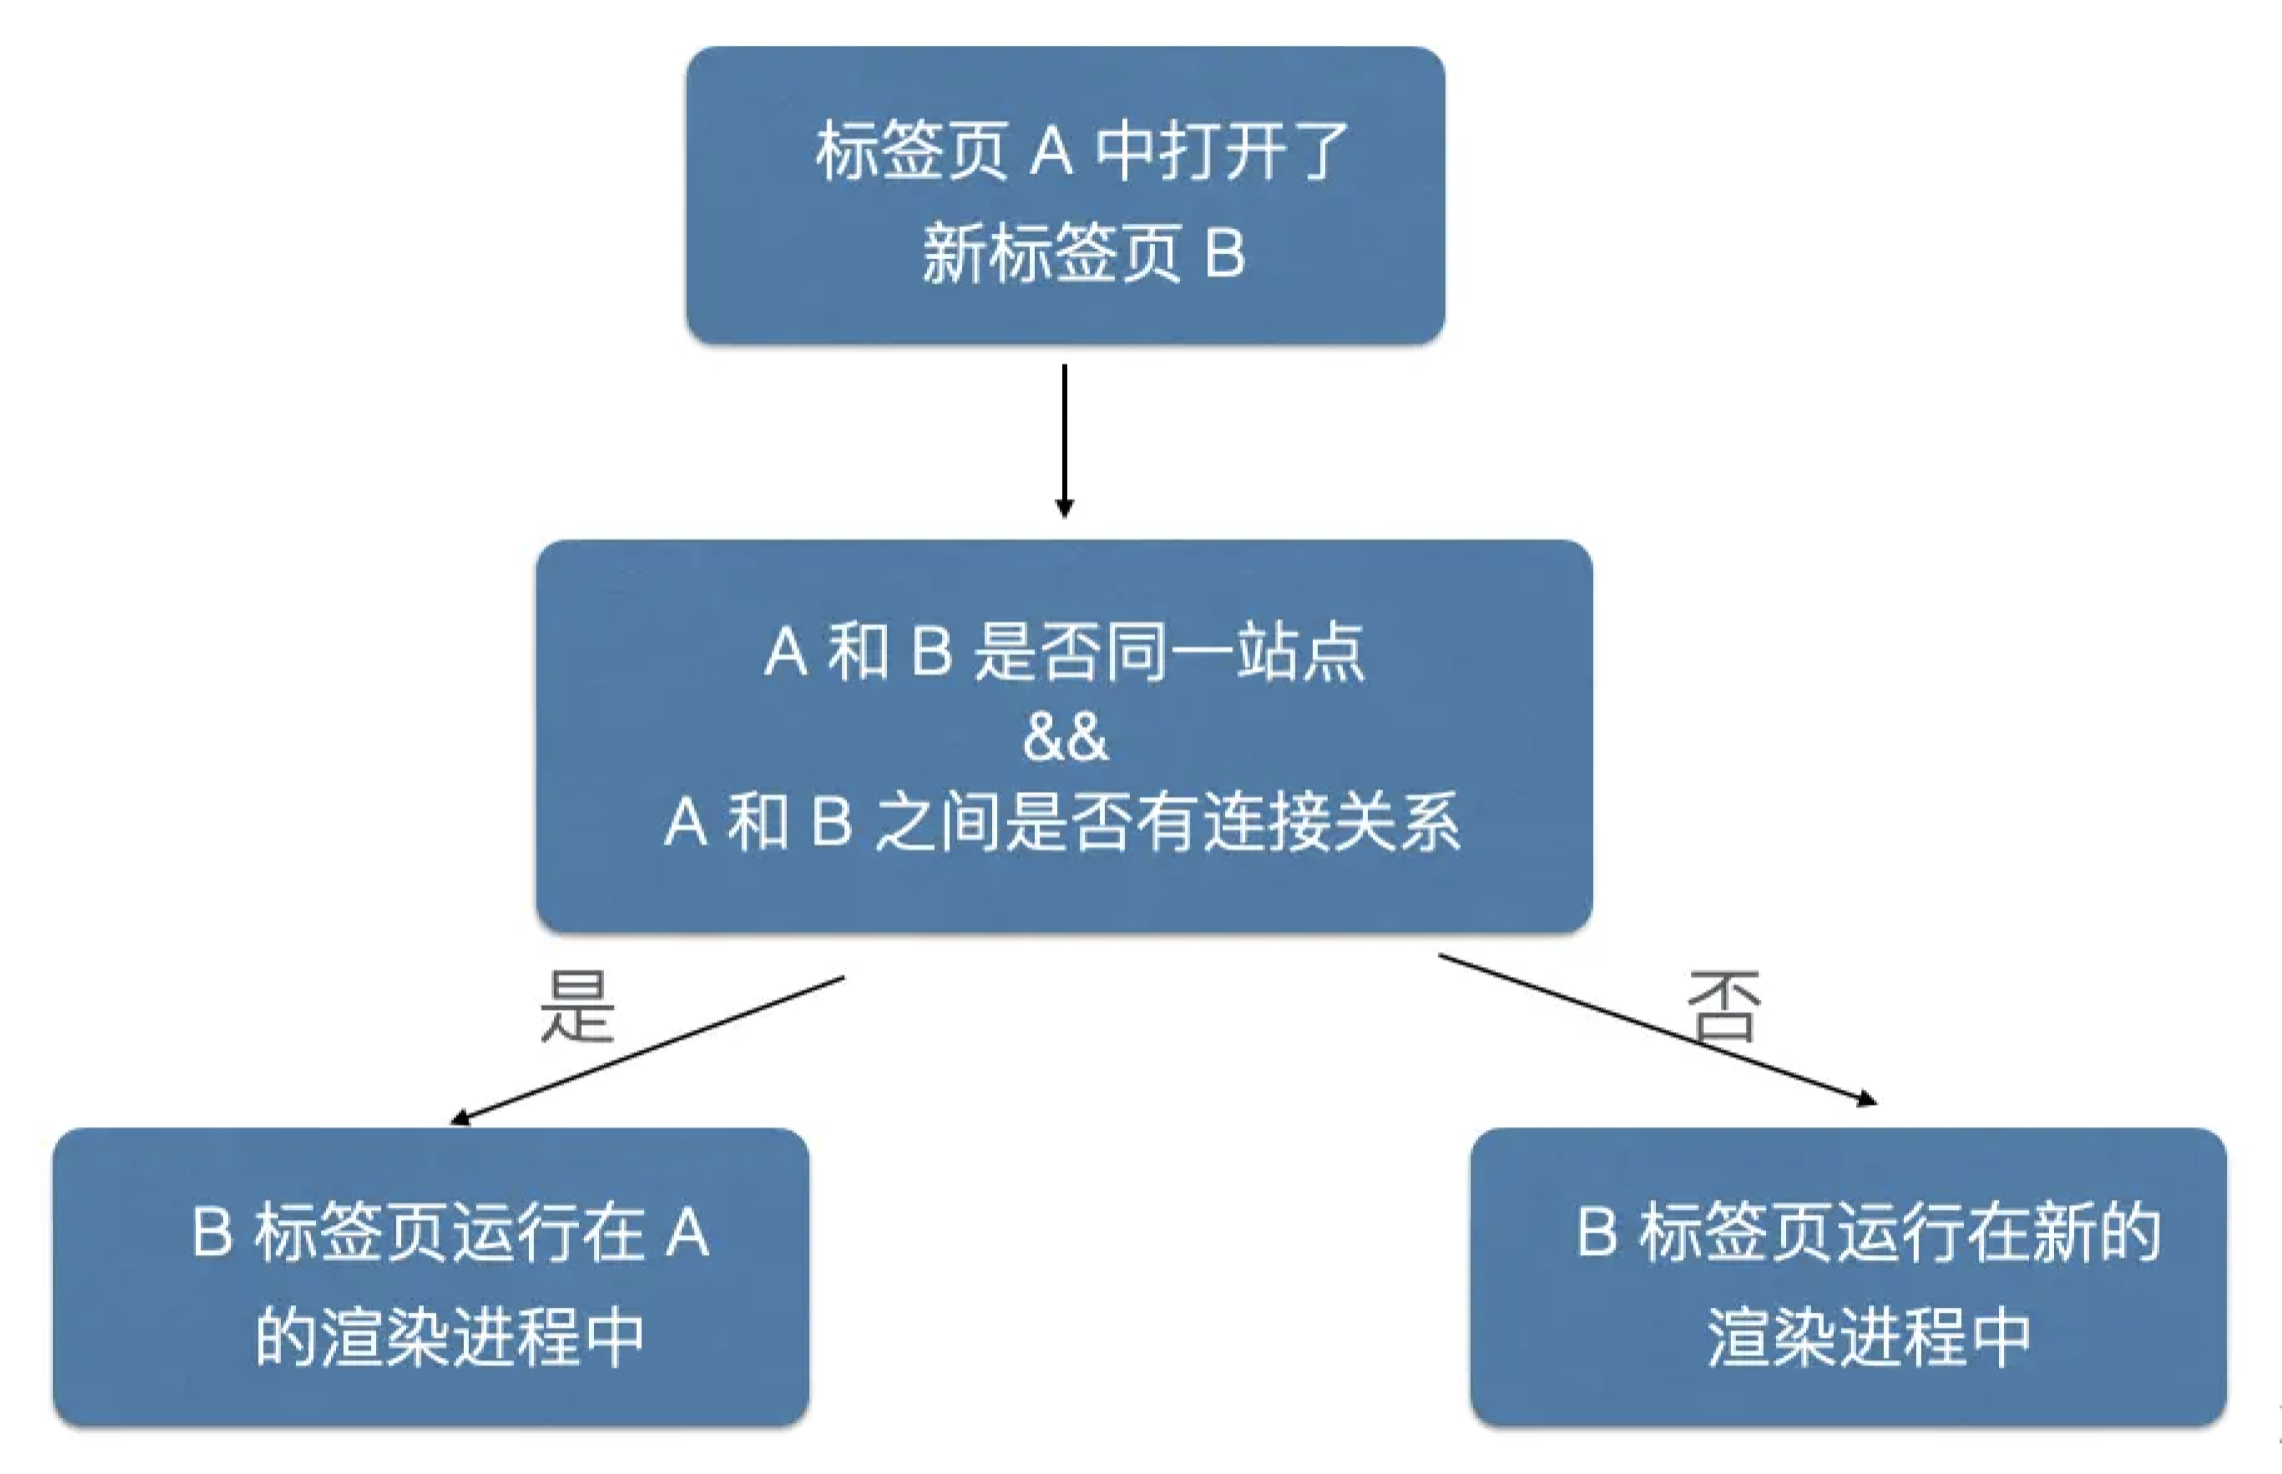 标签页 A 中打开了
新标签页 B
A 和 B 是否同一站点
&&
A 和 B 之间是否有连接关系
是
否
B 标签页运行在 A
的渲染进程中
B 标签页运行在新的
渲染进程中